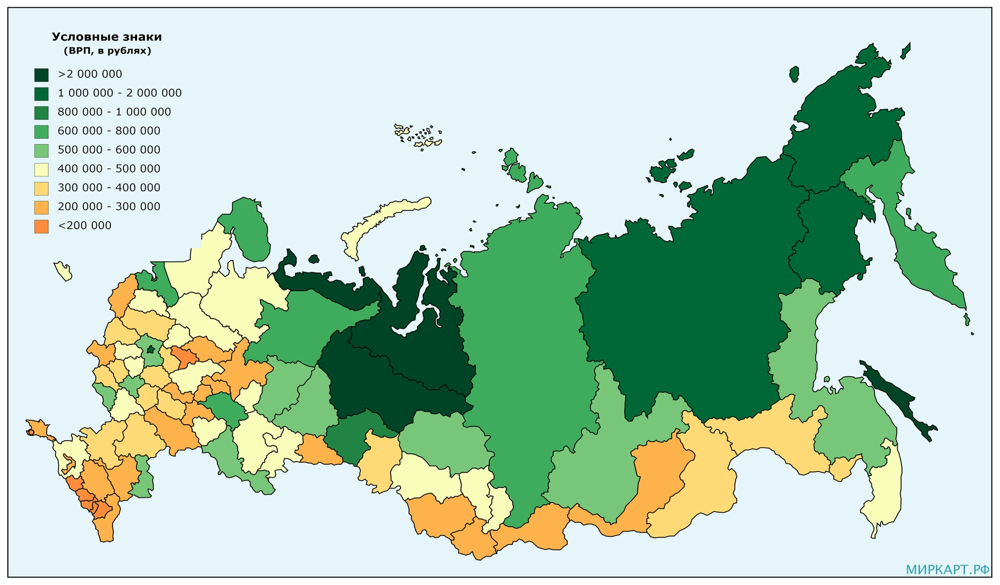 Условные знаки
(ВРП, в рублях)
>2 000 000
1 000 000 - 2 000 000
800 000 - 1 000 000
600 000 - 800 000
500 000 - 600 000
400 000 - 500 000
300 000 - 400 000
200 000 - 300 000
<200 000
МИРКАРТ.РФ